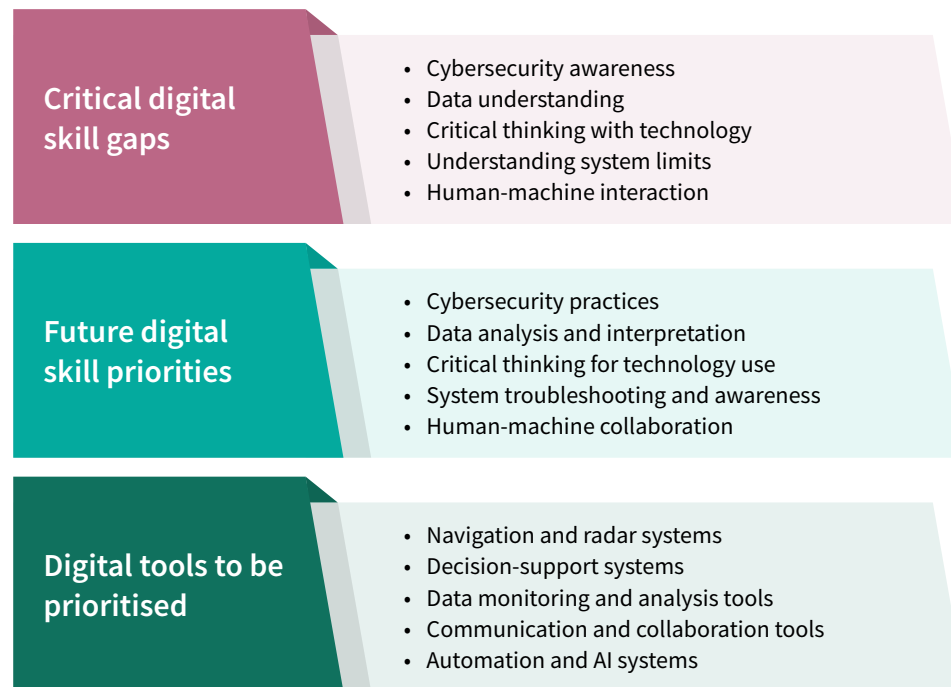 Critical digital
skill gaps
• Cybersecurity awareness
• Data understanding
• Critical thinking with technology
• Understanding system limits
• Human-machine interaction
Future digital
skill priorities
• Cybersecurity practices
• Data analysis and interpretation
• Critical thinking for technology use
• System troubleshooting and awareness
• Human-machine collaboration
Digital tools to be
prioritised
• Navigation and radar systems
• Decision-support systems
• Data monitoring and analysis tools
• Communication and collaboration tools
• Automation and AI systems